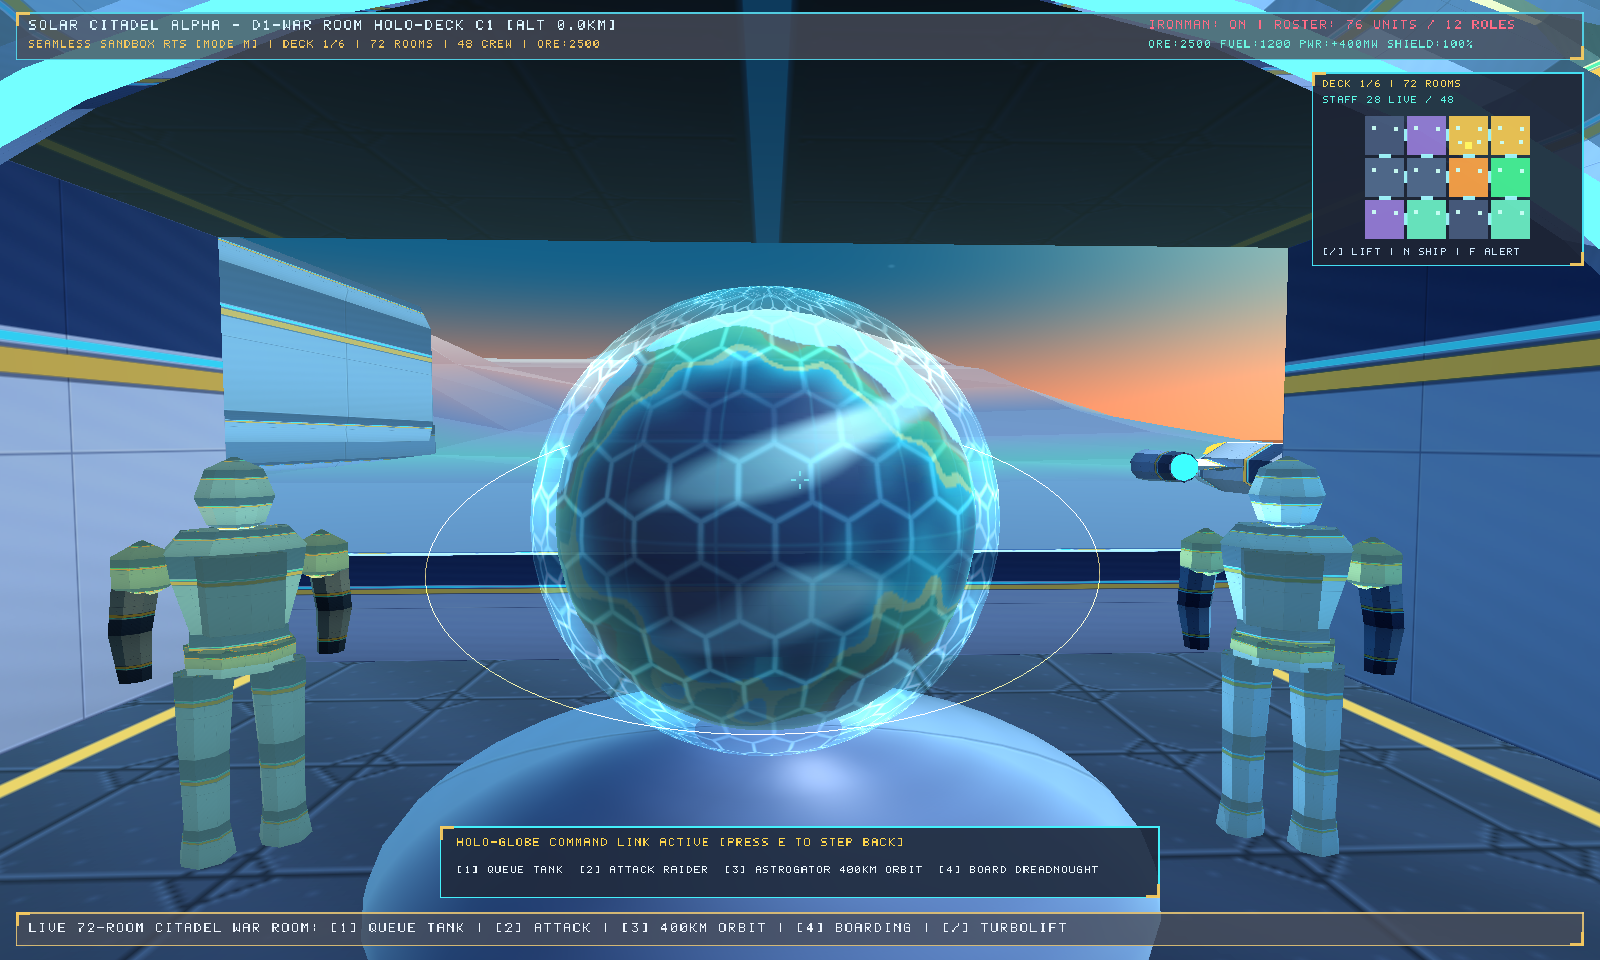 SOLAR CITADEL ALPHA - D1-WAR ROOM HOLO-DECK C1 [ALT 0.0KM]
SEAMLESS SANDBOX RTS [MODE M] | DECK 1/6 | 72 ROOMS | 48 CREW | ORE:2500
IRONMAN: ON | ROSTER: 76 UNITS / 12 ROLES
ORE:2500 FUEL:1200 PWR:+400MW SHIELD:100%
DECK 1/6 | 72 ROOMS
STAFF 28 LIVE / 48
[/] LIFT | N SHIP | F ALERT
HOLO-GLOBE COMMAND LINK ACTIVE [PRESS E TO STEP BACK]
[1] QUEUE TANK [2] ATTACK RAIDER [3] ASTROGATOR 400KM ORBIT [4] BOARD DREADNOUGHT
LIVE 72-ROOM CITADEL WAR ROOM: [1] QUEUE TANK | [2] ATTACK | [3] 400KM ORBIT | [4] BOARDING | [/] TURBOLIFT